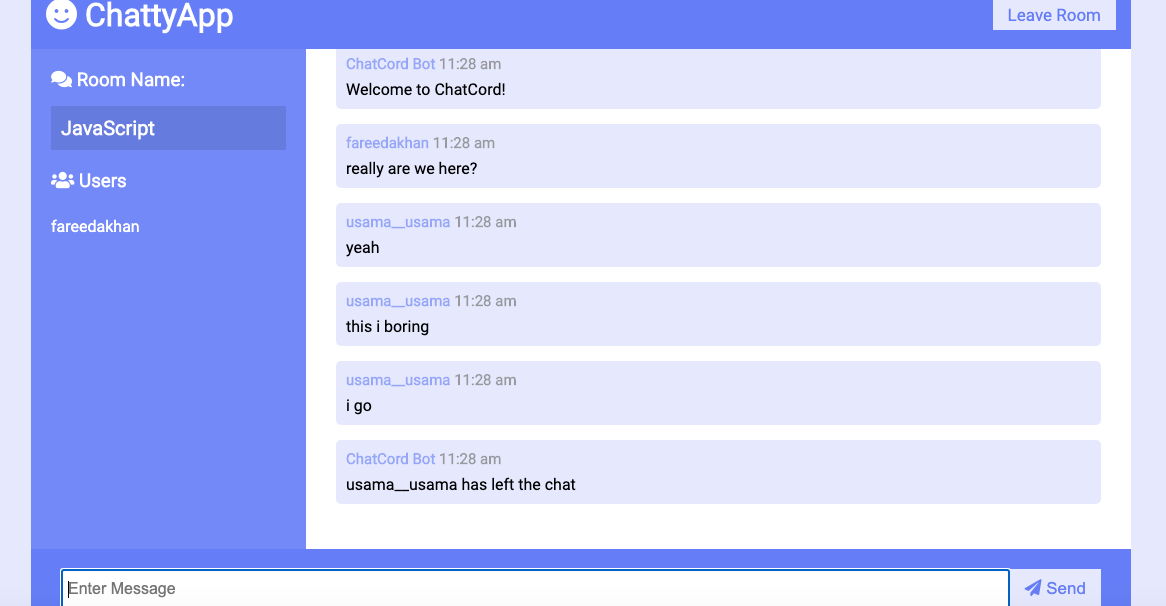 ChattyApp
Leave Room
Room Name:
JavaScript
Users
fareedakhan
ChatCord Bot 11:28 am
Welcome to ChatCord!
fareedakhan 11:28 am
really are we here?
usama__usama 11:28 am
yeah
usama__usama 11:28 am
this i boring
usama__usama 11:28 am
i go
ChatCord Bot 11:28 am
usama__usama has left the chat
Enter Message
Send